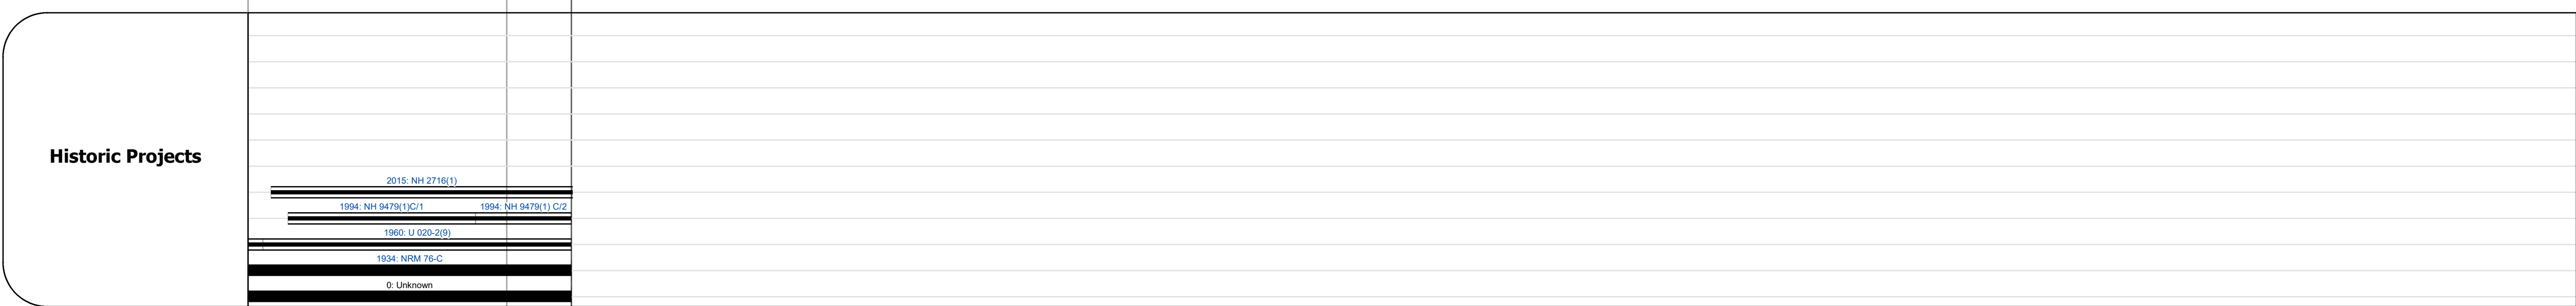 Historic Projects
2015: NH 2716(1)
1994: NH 9479(1)C/1 1994: NH 9479(1) C/2
1960: U 020-2(9)
1934: NRM 76-C
0: Unknown